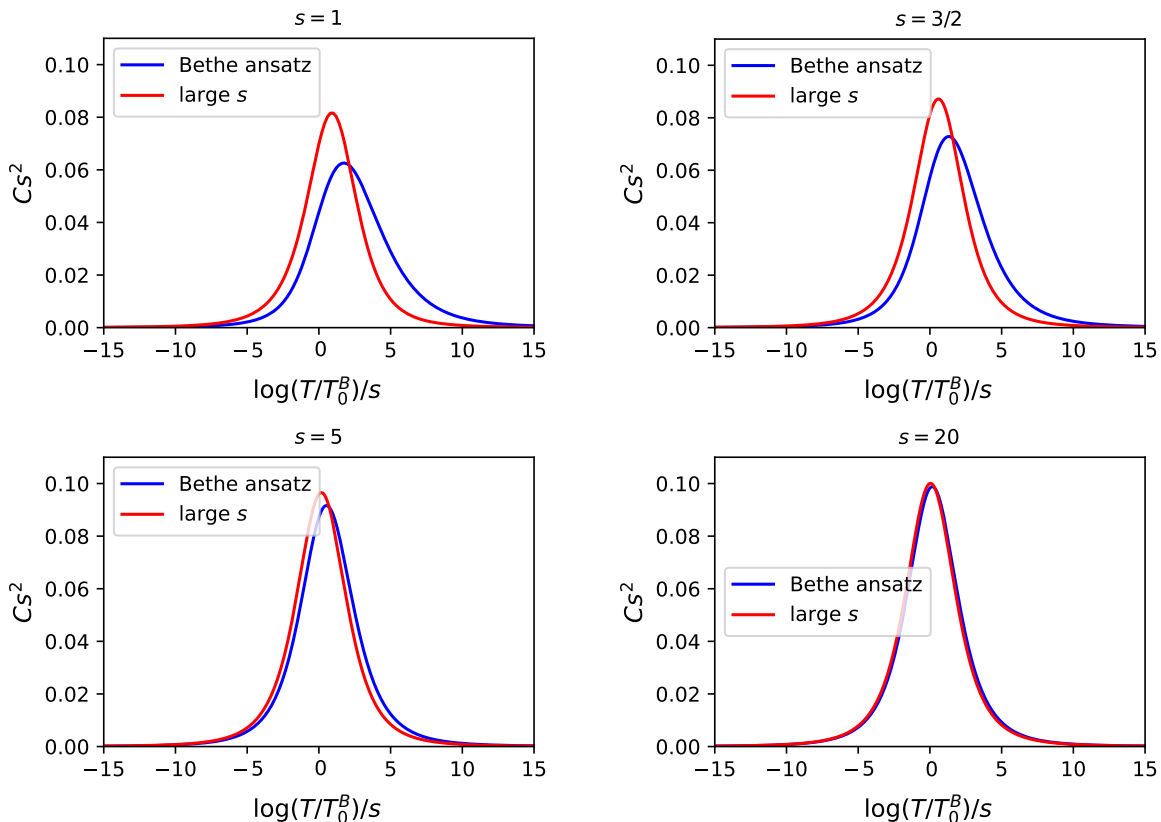 s = 1
Cs²
0.10
0.08
0.06
0.04
0.02
0.00
Bethe ansatz
large s
−15 −10 −5 0 5 10 15
log(T/T₀ᴮ)/s
s = 3/2
Cs²
0.10
0.08
0.06
0.04
0.02
0.00
Bethe ansatz
large s
−15 −10 −5 0 5 10 15
log(T/T₀ᴮ)/s
s = 5
Cs²
0.10
0.08
0.06
0.04
0.02
0.00
Bethe ansatz
large s
−15 −10 −5 0 5 10 15
log(T/T₀ᴮ)/s
s = 20
Cs²
0.10
0.08
0.06
0.04
0.02
0.00
Bethe ansatz
large s
−15 −10 −5 0 5 10 15
log(T/T₀ᴮ)/s